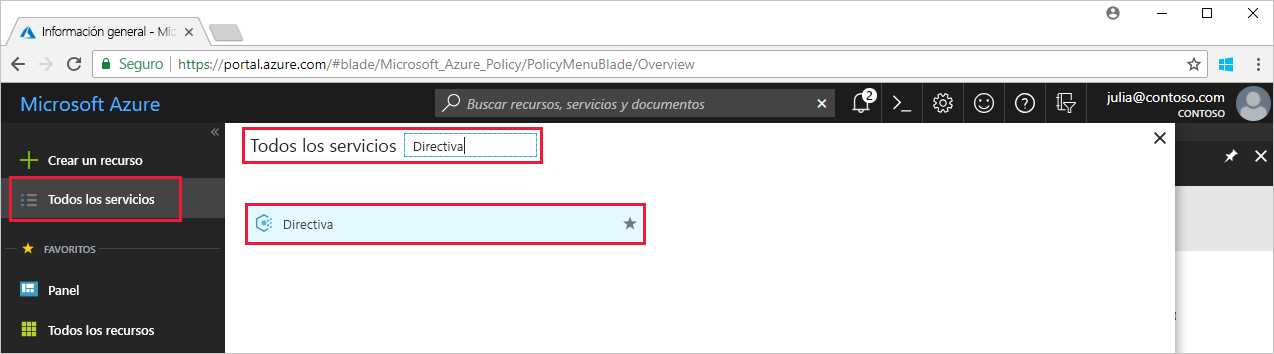 Información general - Mic
Seguro
https://portal.azure.com/#blade/Microsoft_Azure_Policy/PolicyMenuBlade/Overview
Microsoft Azure
Buscar recursos, servicios y documentos
2
julia@contoso.com
CONTOSO
Crear un recurso
Todos los servicios
FAVORITOS
Panel
Todos los recursos
Todos los servicios
Directiva
Directiva